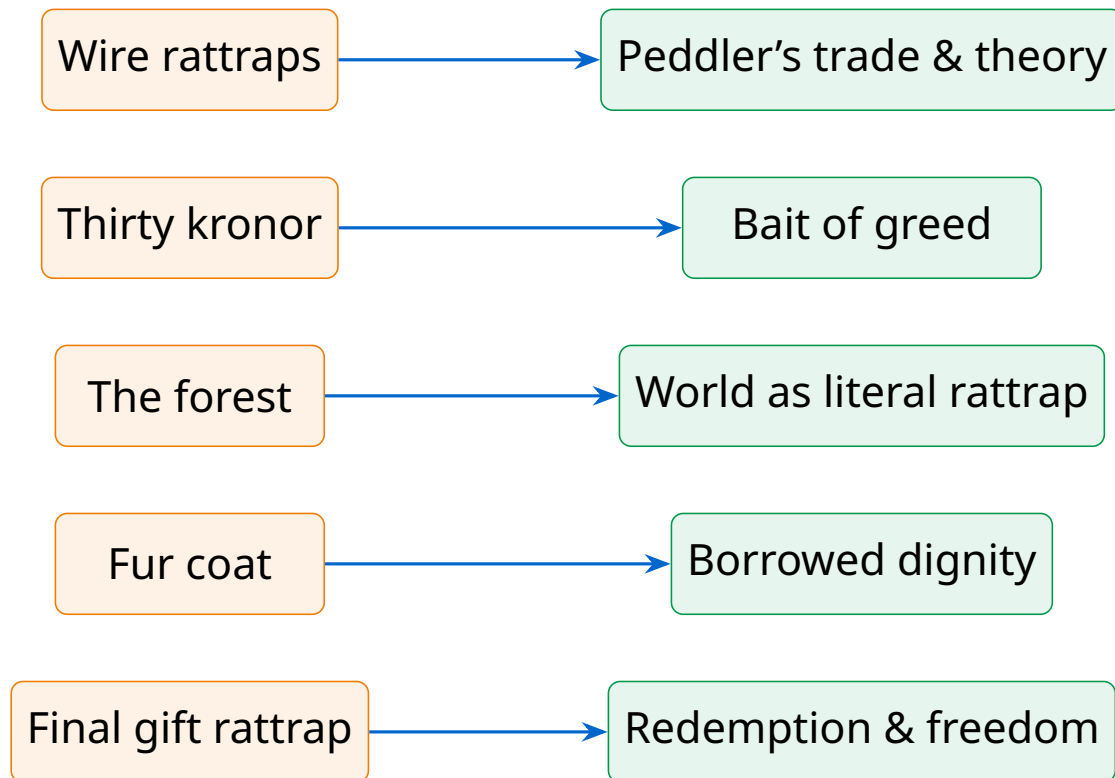 Wire rattraps
Peddler’s trade & theory
Thirty kronor
Bait of greed
The forest
World as literal rattrap
Fur coat
Borrowed dignity
Final gift rattrap
Redemption & freedom